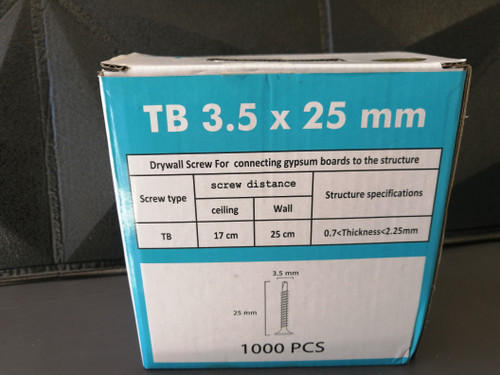 TB 3.5 x 25 mm
Drywall Screw For connecting gypsum boards to the structure
Screw type
screw distance
Structure specifications
ceiling
Wall
TB
17 cm
25 cm
0.7<Thickness<2.25mm
3.5 mm
25 mm
1000 PCS